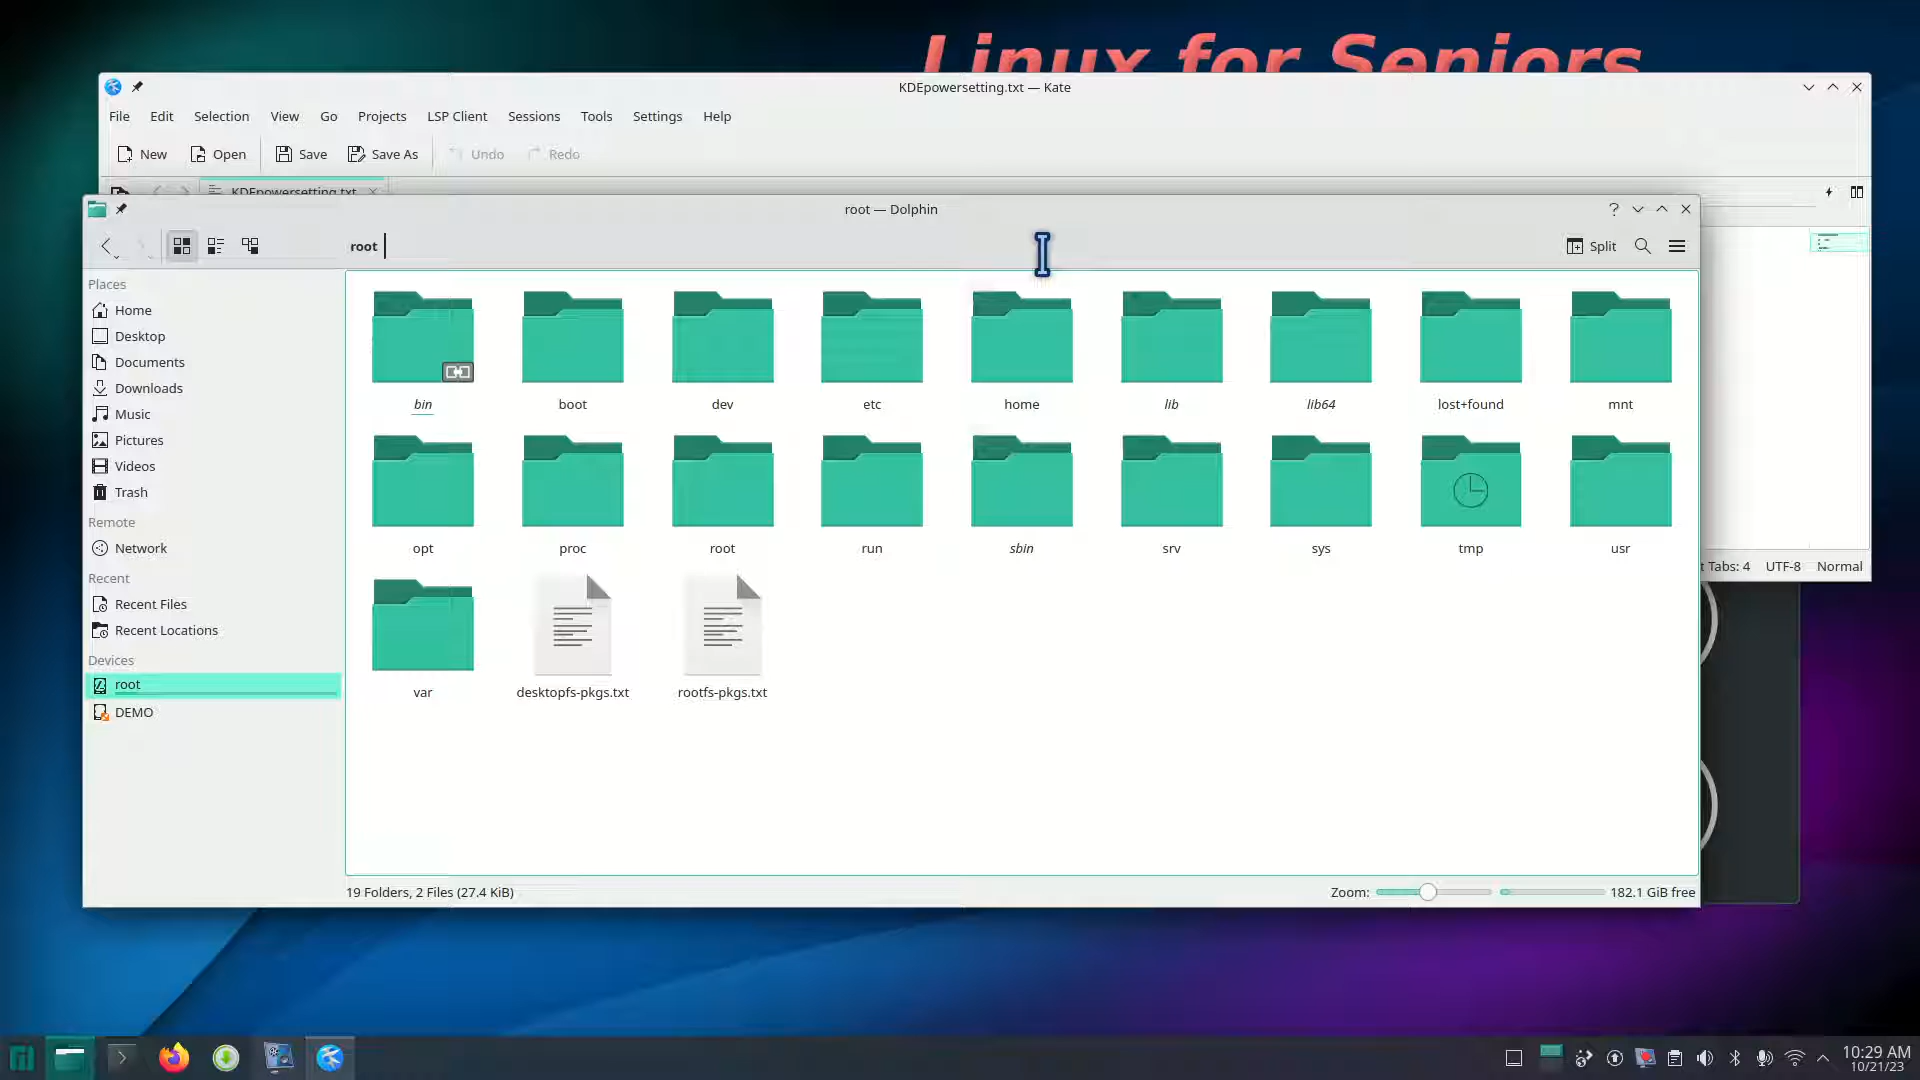 Linux for Seniors
KDEpowersetting.txt — Kate
File Edit Selection View Go Projects LSP Client Sessions Tools Settings Help
New Open Save Save As Undo Redo
KDEpowersetting.txt
root — Dolphin
root Split
Places
Home
Desktop
Documents
Downloads
Music
Pictures
Videos
Trash
Remote
Network
Recent
Recent Files
Recent Locations
Devices
root
DEMO
bin boot dev etc home lib lib64 lost+found mnt
opt proc root run sbin srv sys tmp usr
var desktopfs-pkgs.txt rootfs-pkgs.txt
19 Folders, 2 Files (27.4 KiB) Zoom: 182.1 GiB free
t Tabs: 4 UTF-8 Normal
10:29 AM
10/21/23